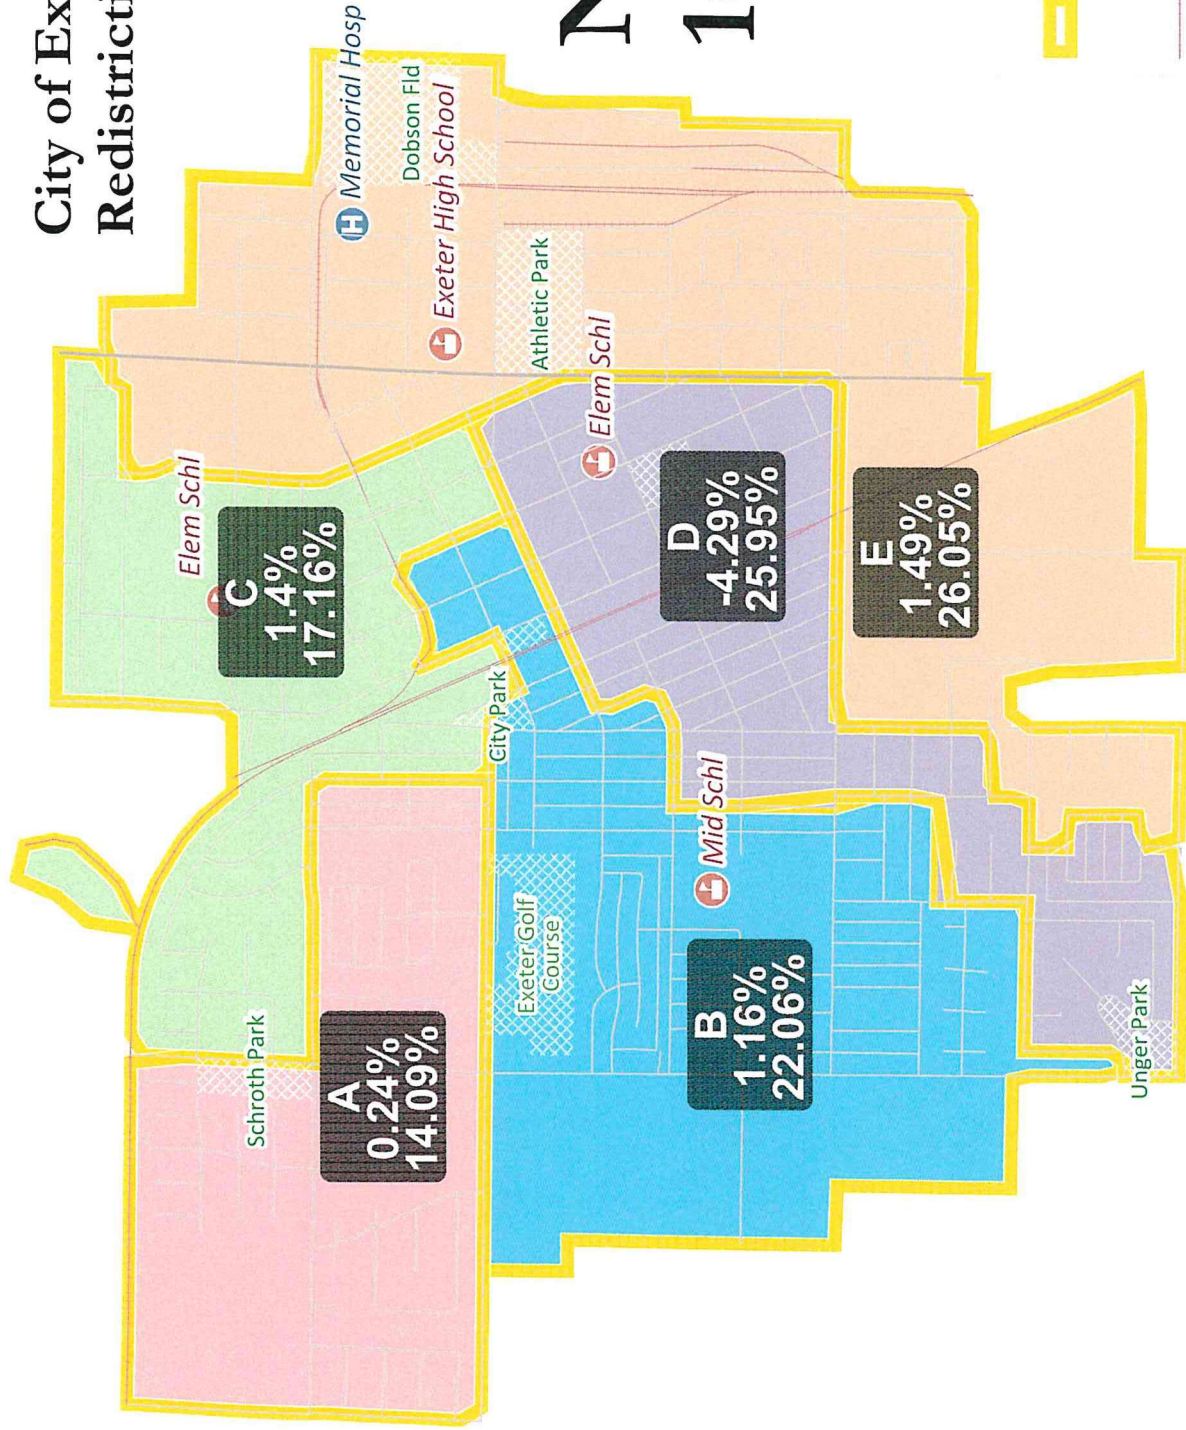 City of Ex
Redistricti
N
1
Memorial Hosp
Dobson Fld
Exeter High School
Athletic Park
Elem Schl
Elem Schl
C
1.4%
17.16%
D
-4.29%
25.95%
E
1.49%
26.05%
City Park
Mid Schl
Exeter Golf
Course
Schroth Park
A
0.24%
14.09%
B
1.16%
22.06%
Unger Park